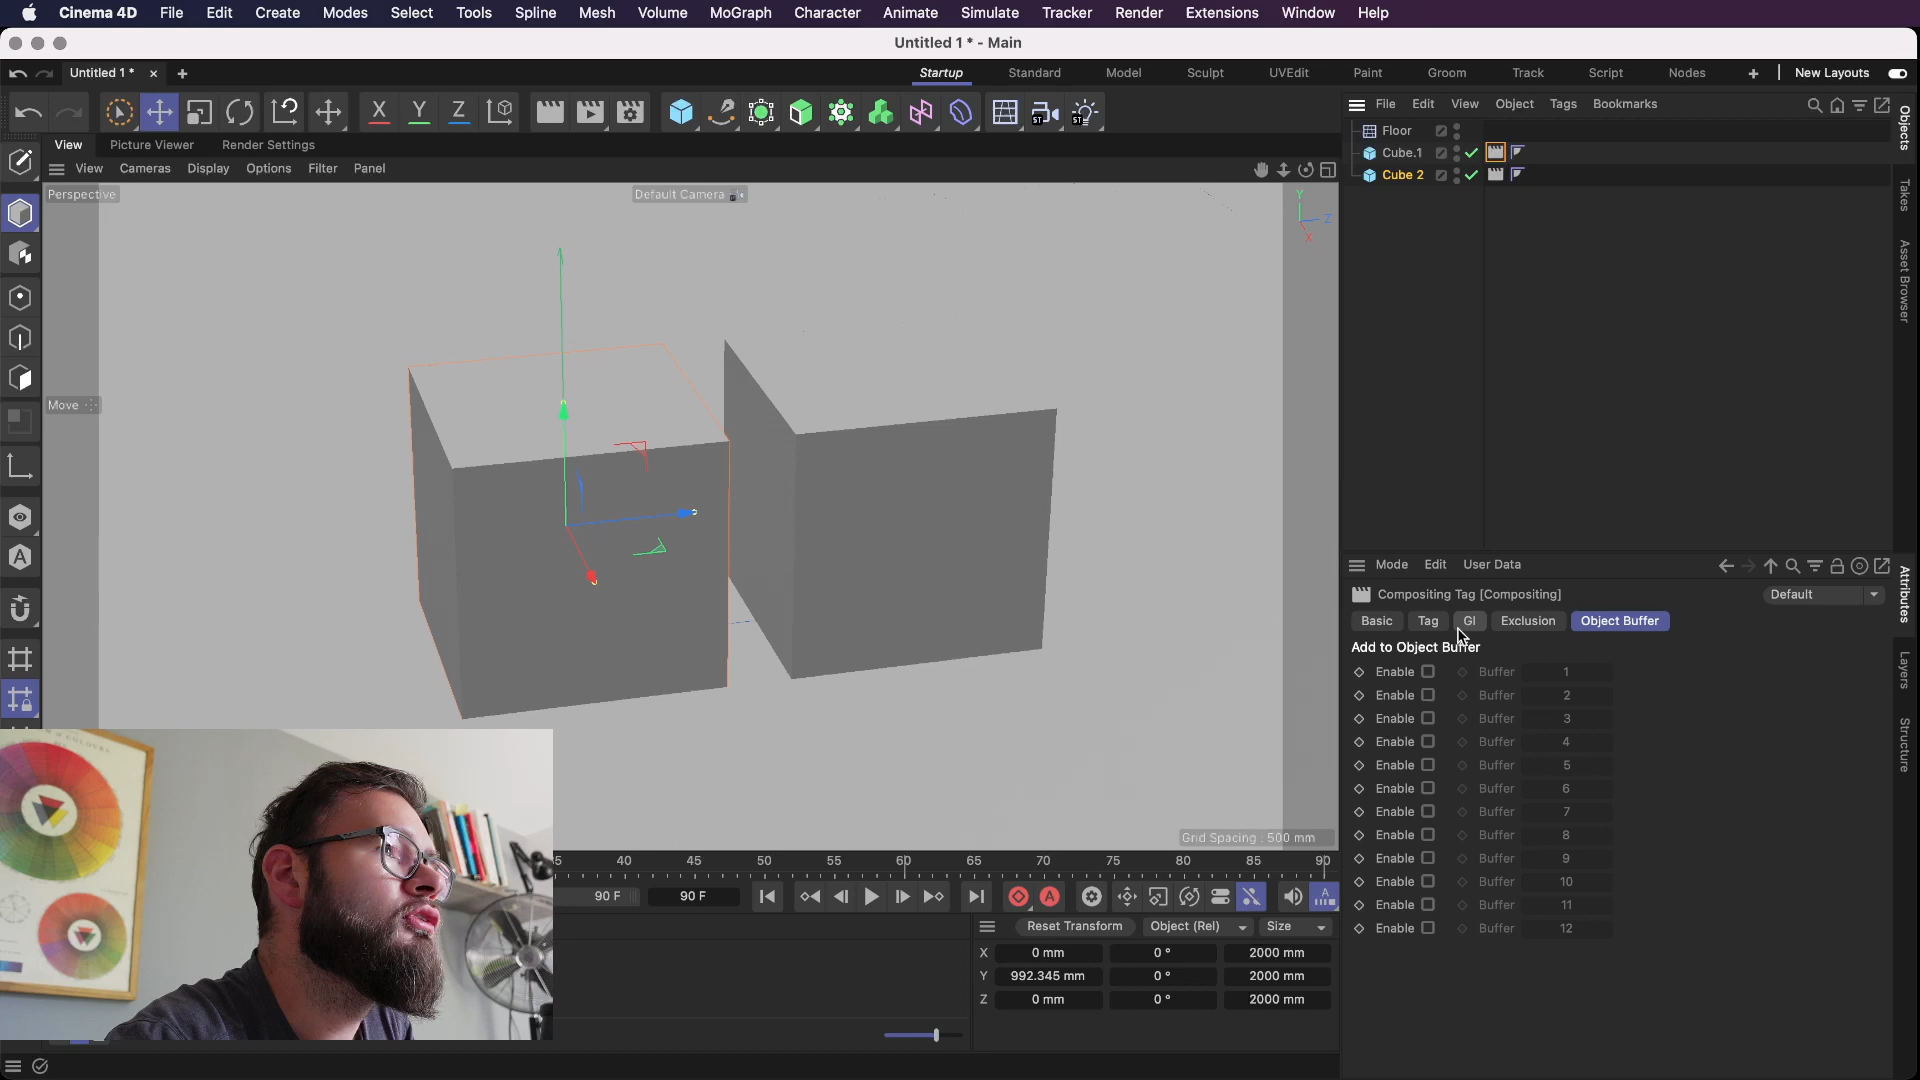 Cinema 4D File Edit Create Modes Select Tools Spline Mesh Volume MoGraph Character Animate Simulate Tracker Render Extensions Window Help
Untitled 1 * - Main
Untitled 1 * × +
Startup Standard Model Sculpt UVEdit Paint Groom Track Script Nodes + New Layouts
X Y Z
ST ST
View Picture Viewer Render Settings
View Cameras Display Options Filter Panel
Perspective
Default Camera
Y
Z
X
Move
Grid Spacing : 500 mm
File Edit View Object Tags Bookmarks
Floor
Cube.1
Cube 2
Objects
Takes
Asset Browser
Mode Edit User Data
Compositing Tag [Compositing]
Default
Basic Tag GI Exclusion Object Buffer
Add to Object Buffer
Enable Buffer 1
Enable Buffer 2
Enable Buffer 3
Enable Buffer 4
Enable Buffer 5
Enable Buffer 6
Enable Buffer 7
Enable Buffer 8
Enable Buffer 9
Enable Buffer 10
Enable Buffer 11
Enable Buffer 12
Attributes
Layers
Structure
5 40 45 50 55 60 65 70 75 80 85 90
90 F 90 F
Reset Transform Object (Rel) Size
X 0 mm 0 ° 2000 mm
Y 992.345 mm 0 ° 2000 mm
Z 0 mm 0 ° 2000 mm